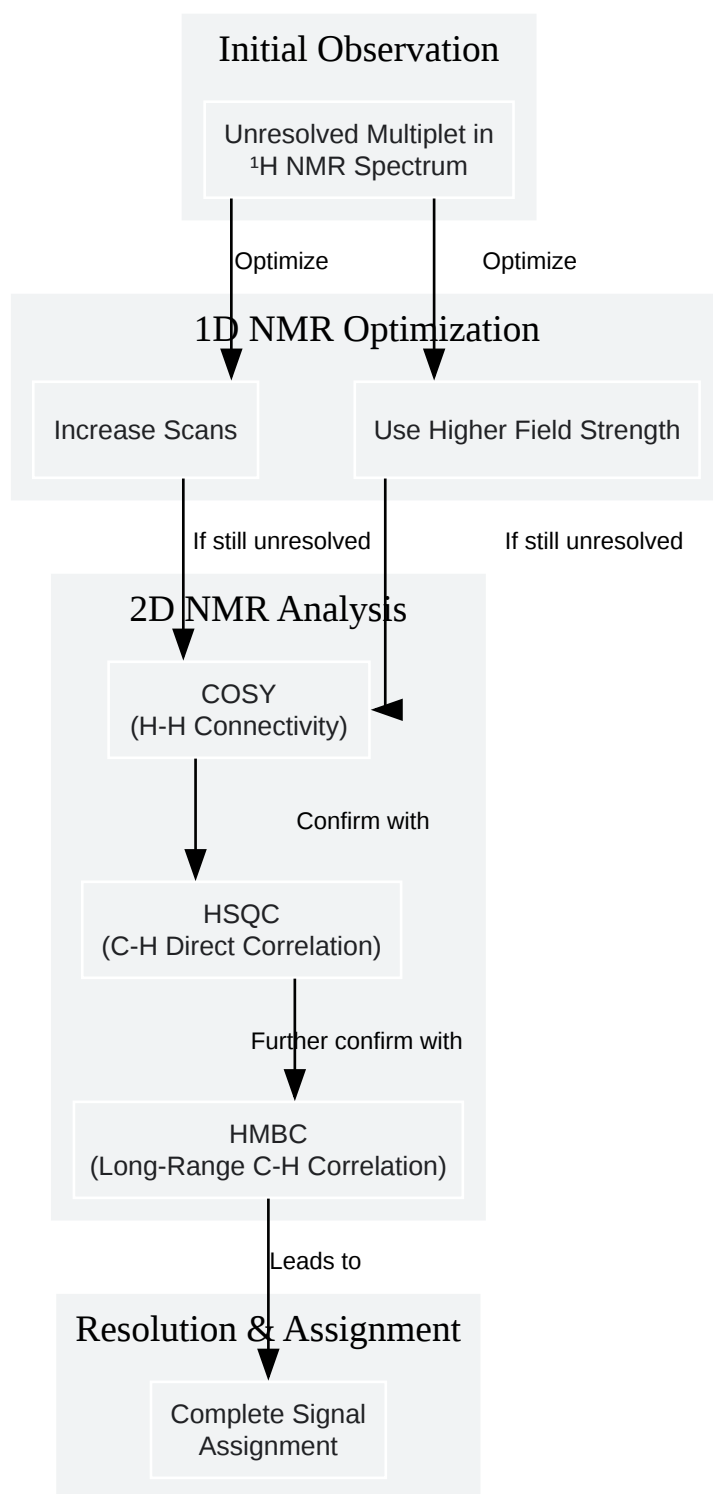 Initial Observation
Unresolved Multiplet in
¹H NMR Spectrum
Optimize
Optimize
1D NMR Optimization
Increase Scans
Use Higher Field Strength
If still unresolved
If still unresolved
2D NMR Analysis
COSY
(H-H Connectivity)
Confirm with
HSQC
(C-H Direct Correlation)
Further confirm with
HMBC
(Long-Range C-H Correlation)
Leads to
Resolution & Assignment
Complete Signal
Assignment